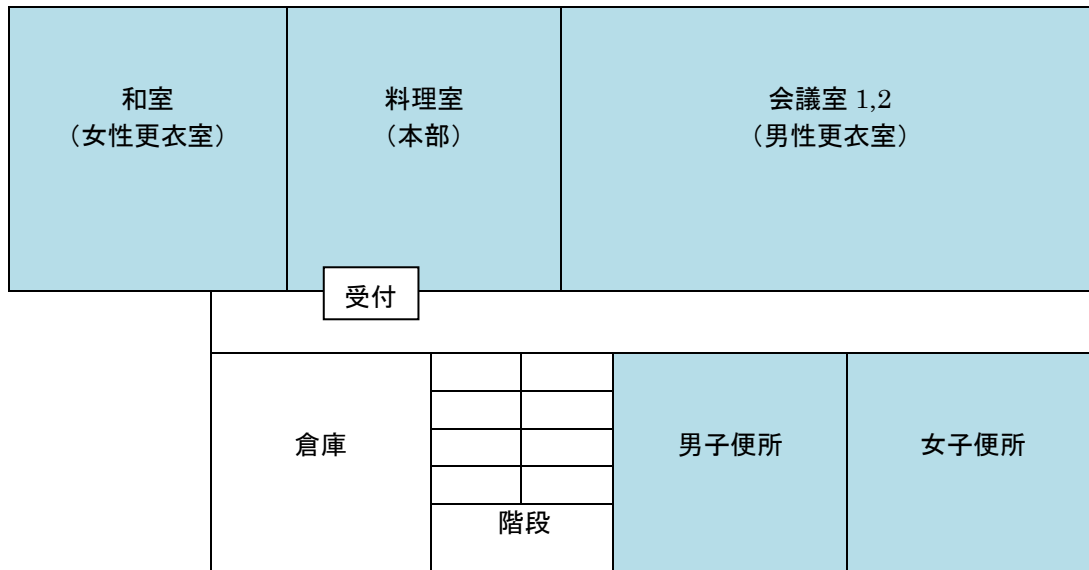 和室
（女性更衣室）
料理室
（本部）
会議室 1,2
（男性更衣室）
受付
倉庫
階段
男子便所
女子便所